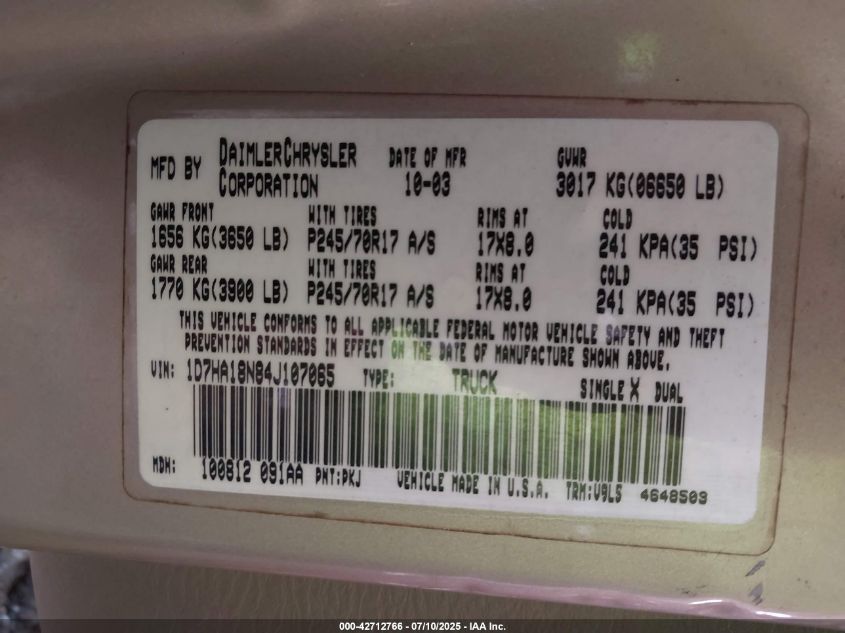 MFD BY DAIMLERCHRYSLER CORPORATION DATE OF MFR 10-03 GVWR 3017 KG(06650 LB)
GAWR FRONT WITH TIRES RIMS AT COLD
1656 KG(3650 LB) P245/70R17 A/S 17X8.0 241 KPA(35 PSI)
GAWR REAR WITH TIRES RIMS AT COLD
1770 KG(3900 LB) P245/70R17 A/S 17X8.0 241 KPA(35 PSI)
THIS VEHICLE CONFORMS TO ALL APPLICABLE FEDERAL MOTOR VEHICLE SAFETY AND THEFT
PREVENTION STANDARDS IN EFFECT ON THE DATE OF MANUFACTURE SHOWN ABOVE.
VIN: 1D7HA18N84J107065 TYPE: TRUCK SINGLE X DUAL
MDH: 100812 091AA PNT:PKJ VEHICLE MADE IN U.S.A. TRM:V9L5 4648503
000-42712766 - 07/10/2025 - IAA Inc.